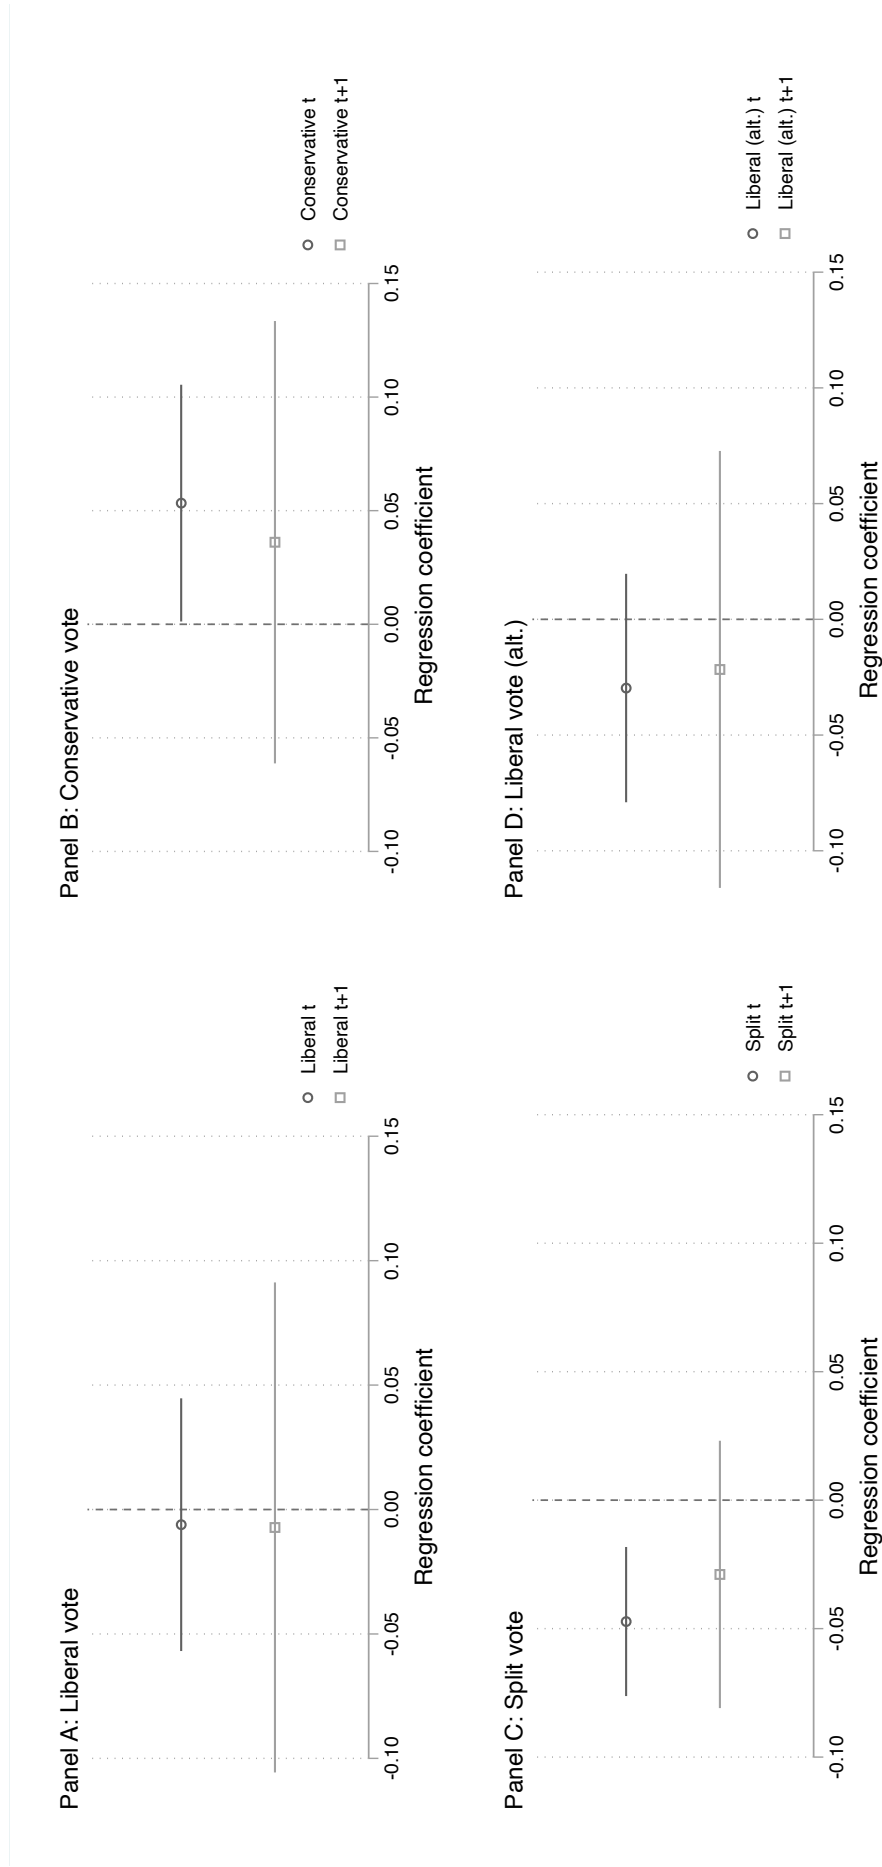 Panel A: Liberal vote
-0.10 -0.05 0.00 0.05 0.10 0.15
Regression coefficient
Liberal t
Liberal t+1
Panel B: Conservative vote
-0.10 -0.05 0.00 0.05 0.10 0.15
Regression coefficient
Conservative t
Conservative t+1
Panel C: Split vote
-0.10 -0.05 0.00 0.05 0.10 0.15
Regression coefficient
Split t
Split t+1
Panel D: Liberal vote (alt.)
-0.10 -0.05 0.00 0.05 0.10 0.15
Regression coefficient
Liberal (alt.) t
Liberal (alt.) t+1